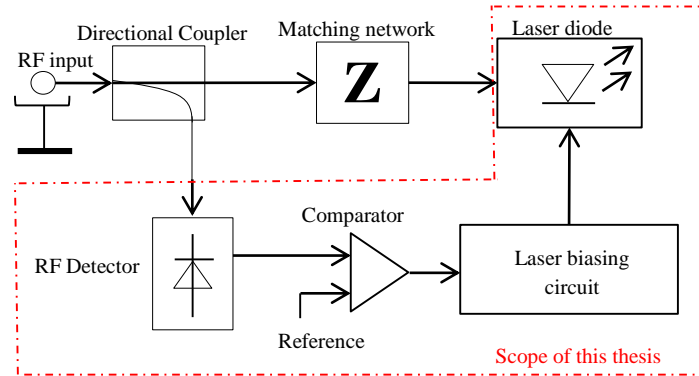 Directional Coupler
Matching network
Laser diode
RF input
Z
Comparator
RF Detector
Laser biasing
circuit
Reference
Scope of this thesis